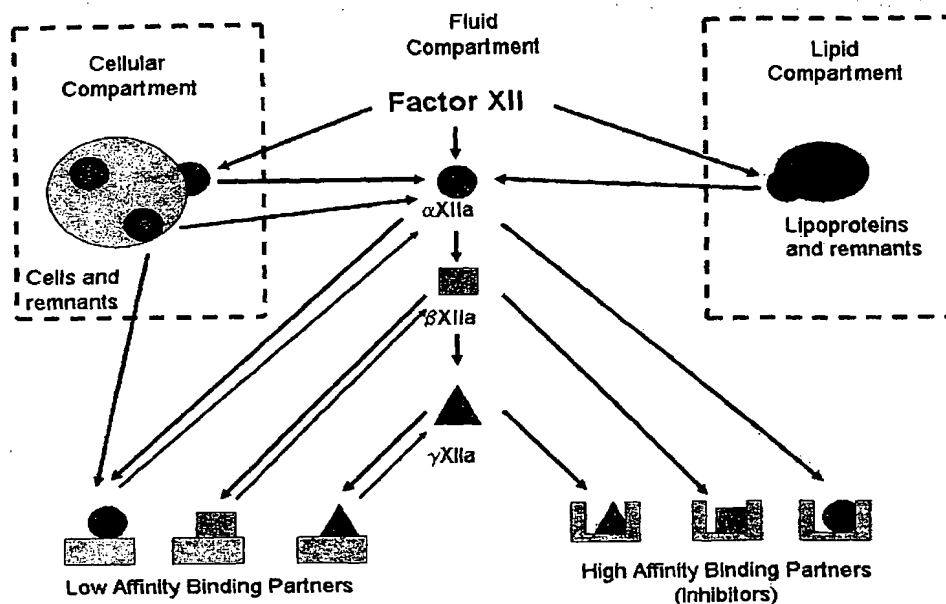 Fluid
Compartment
Cellular
Compartment
Lipid
Compartment
Factor XII
αXIIa
Lipoproteins
and remnants
Cells and
remnants
βXIIa
γXIIa
Low Affinity Binding Partners
High Affinity Binding Partners
(Inhibitors)